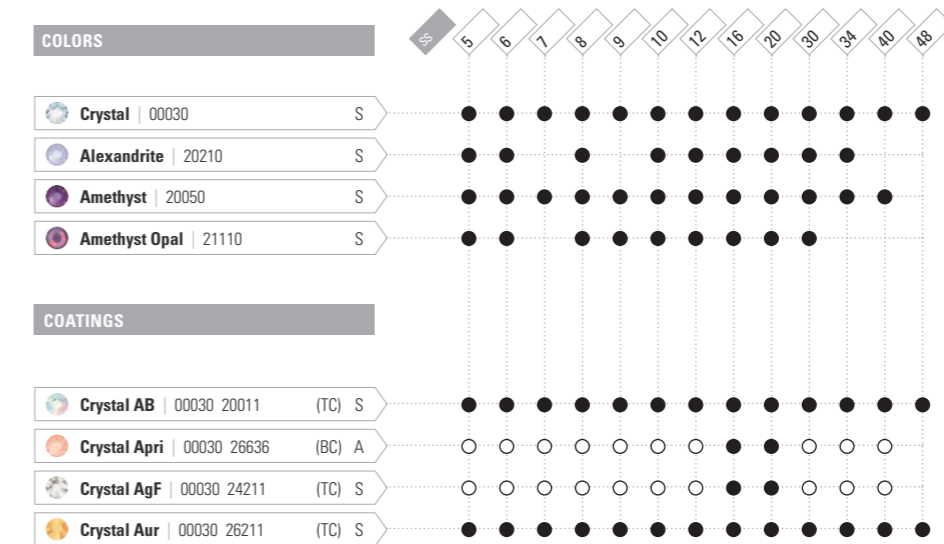 COLORS SS 5 6 7 8 9 10 12 16 20 30 34 40 48
Crystal | 00030 S
Alexandrite | 20210 S
Amethyst | 20050 S
Amethyst Opal | 21110 S
COATINGS
Crystal AB | 00030 20011 (TC) S
Crystal Apri | 00030 26636 (BC) A
Crystal AgF | 00030 24211 (TC) S
Crystal Aur | 00030 26211 (TC) S